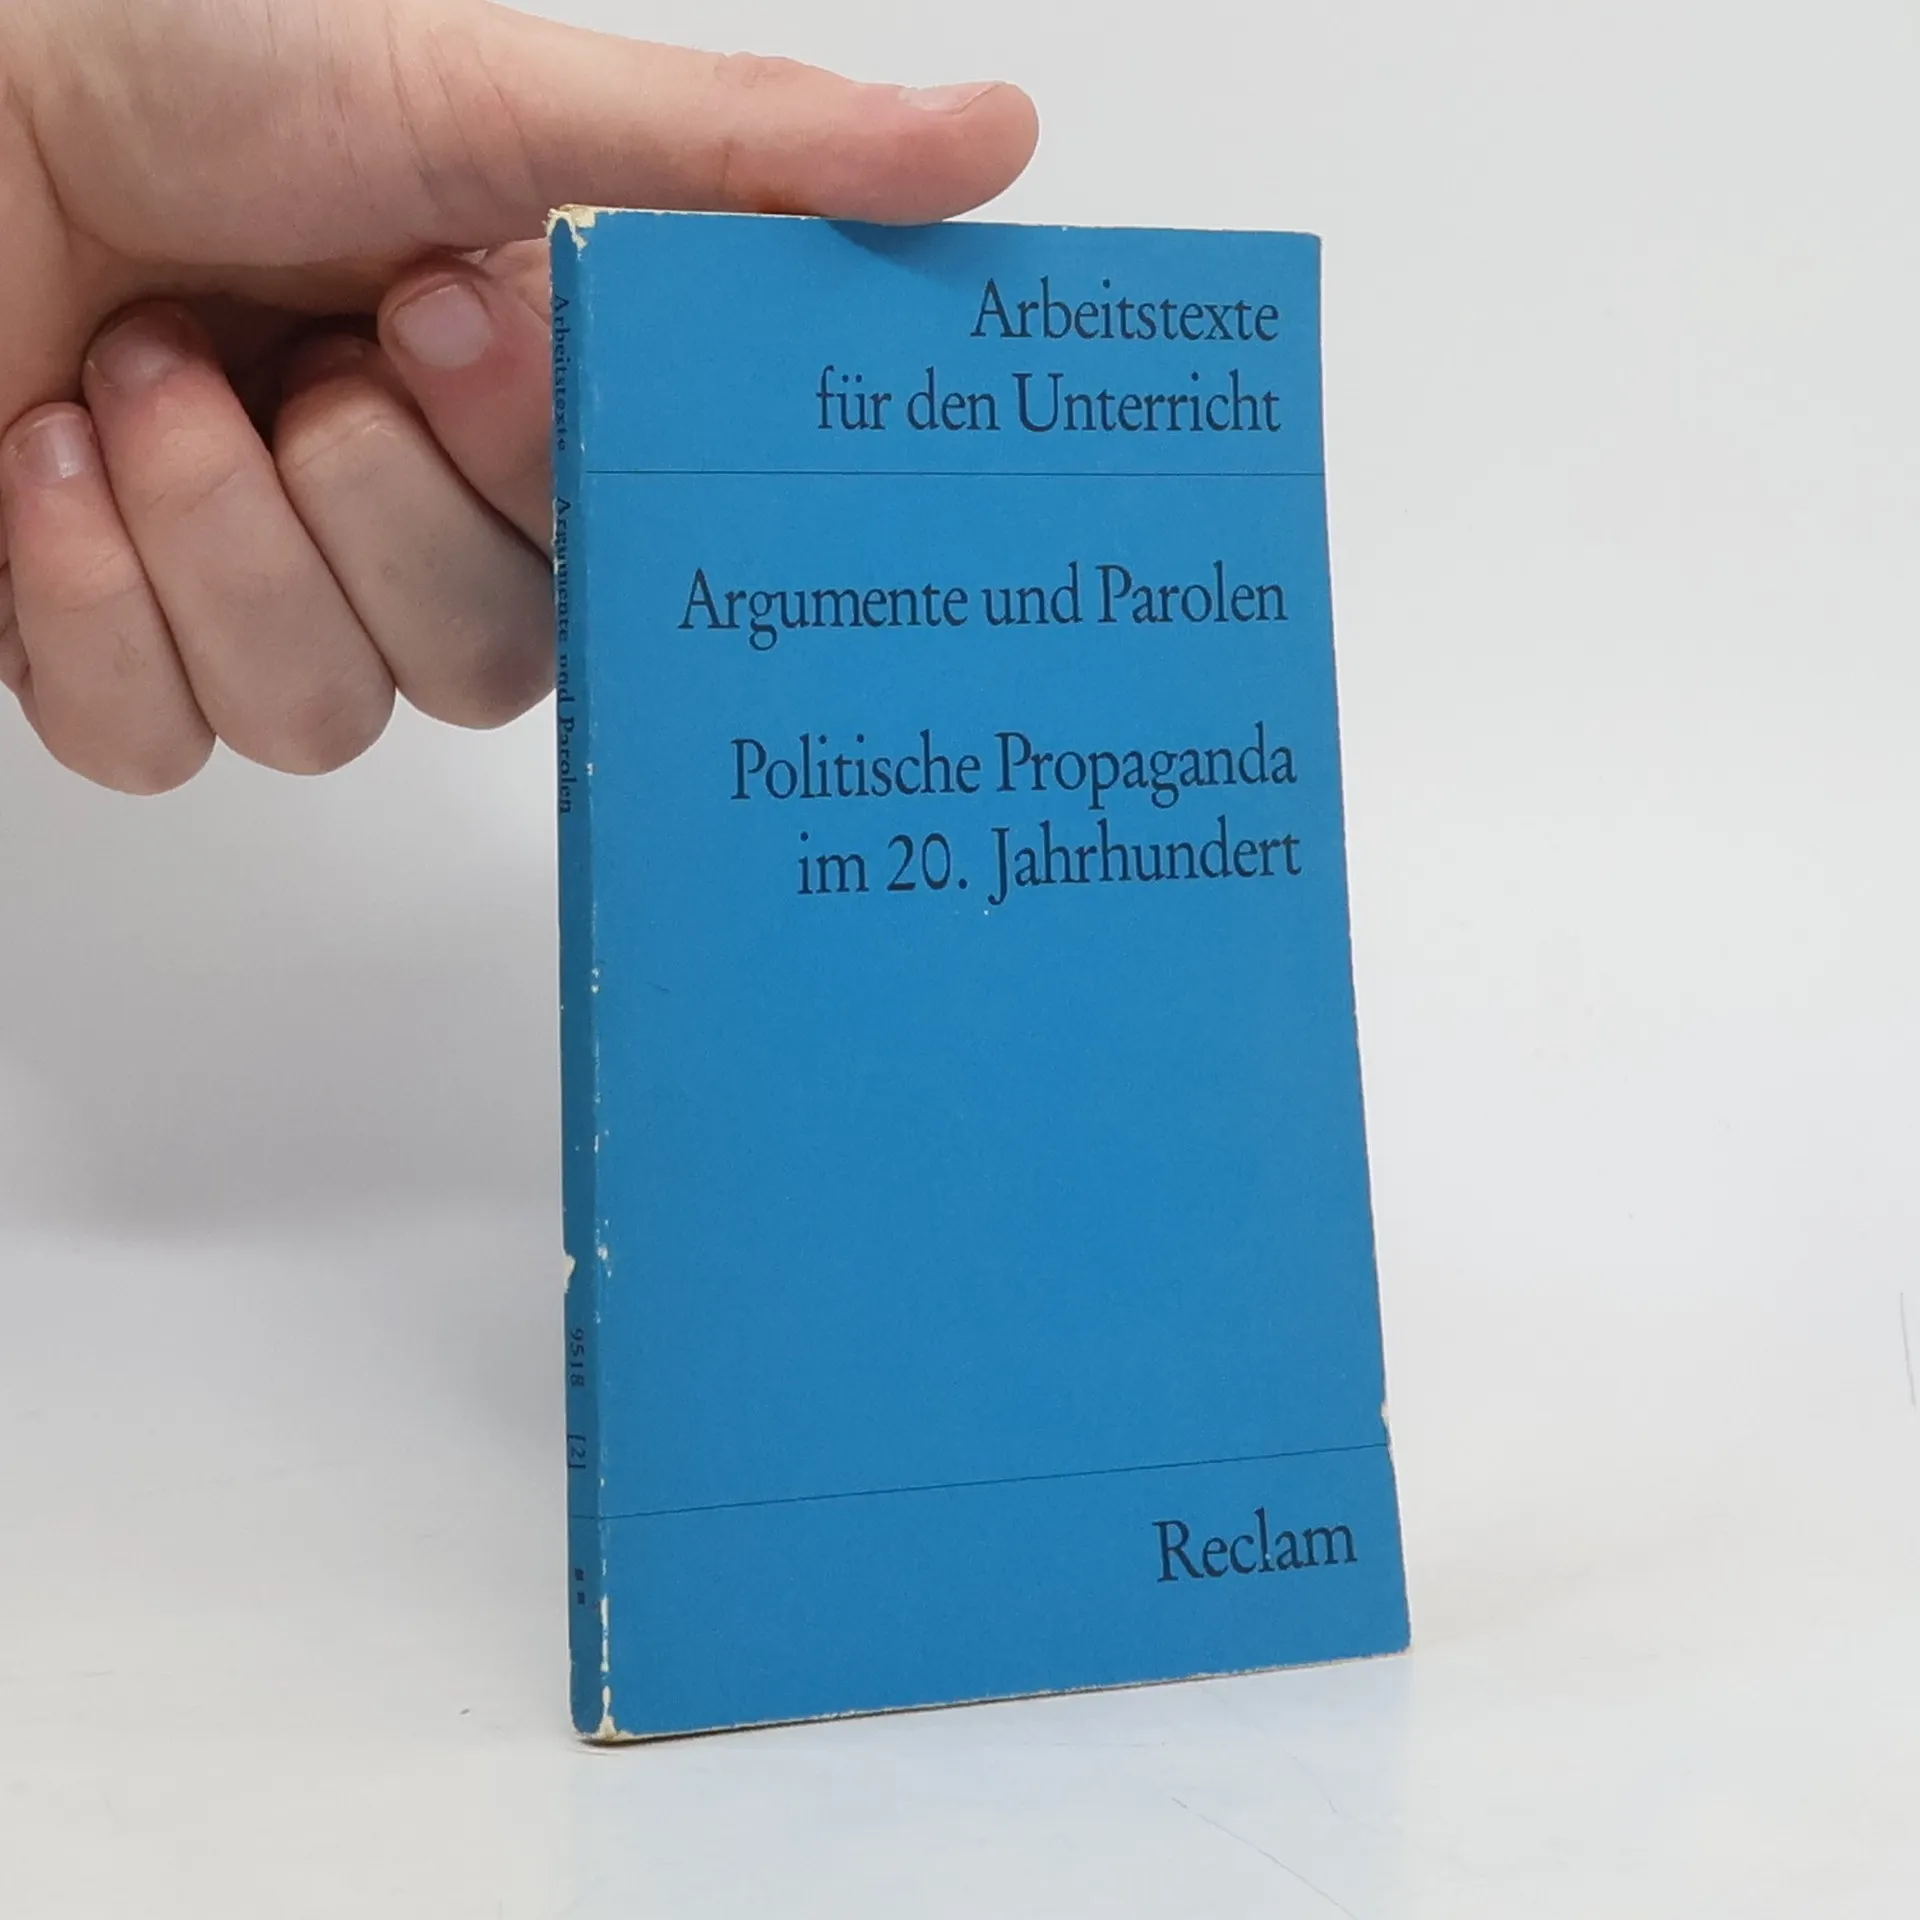 Arbeitstexte
für den Unterricht
Argumente und Parolen
Politische Propaganda
im 20. Jahrhundert
Reclam
Arbeitstexte Argumente und Parolen 9518 [2]